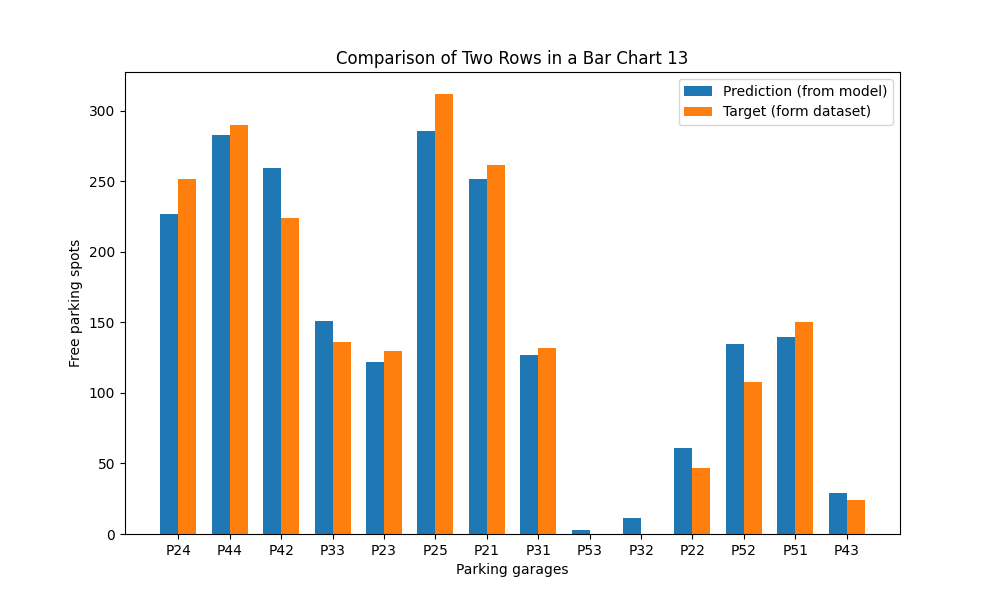 Comparison of Two Rows in a Bar Chart 13
Prediction (from model)
Target (form dataset)
Free parking spots
300
250
200
150
100
50
0
P24 P44 P42 P33 P23 P25 P21 P31 P53 P32 P22 P52 P51 P43
Parking garages